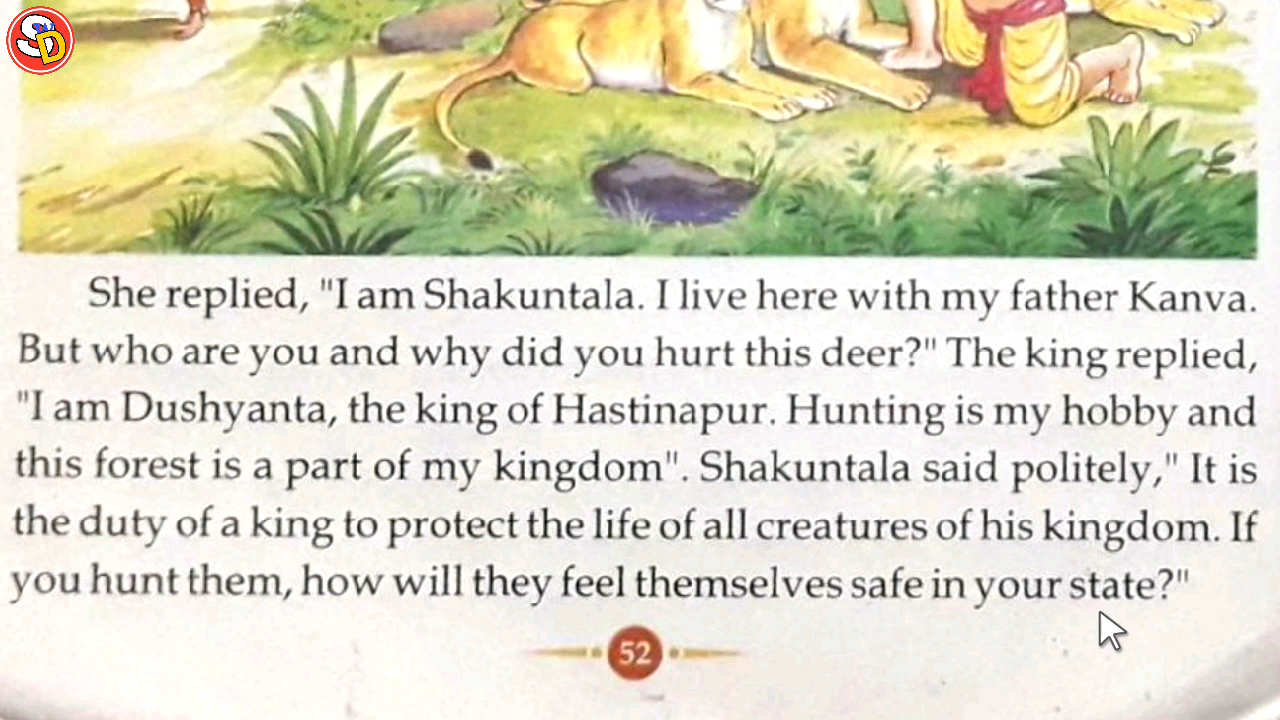 SD
She replied, "I am Shakuntala. I live here with my father Kanva.
But who are you and why did you hurt this deer?" The king replied,
"I am Dushyanta, the king of Hastinapur. Hunting is my hobby and
this forest is a part of my kingdom". Shakuntala said politely," It is
the duty of a king to protect the life of all creatures of his kingdom. If
you hunt them, how will they feel themselves safe in your state?"
52